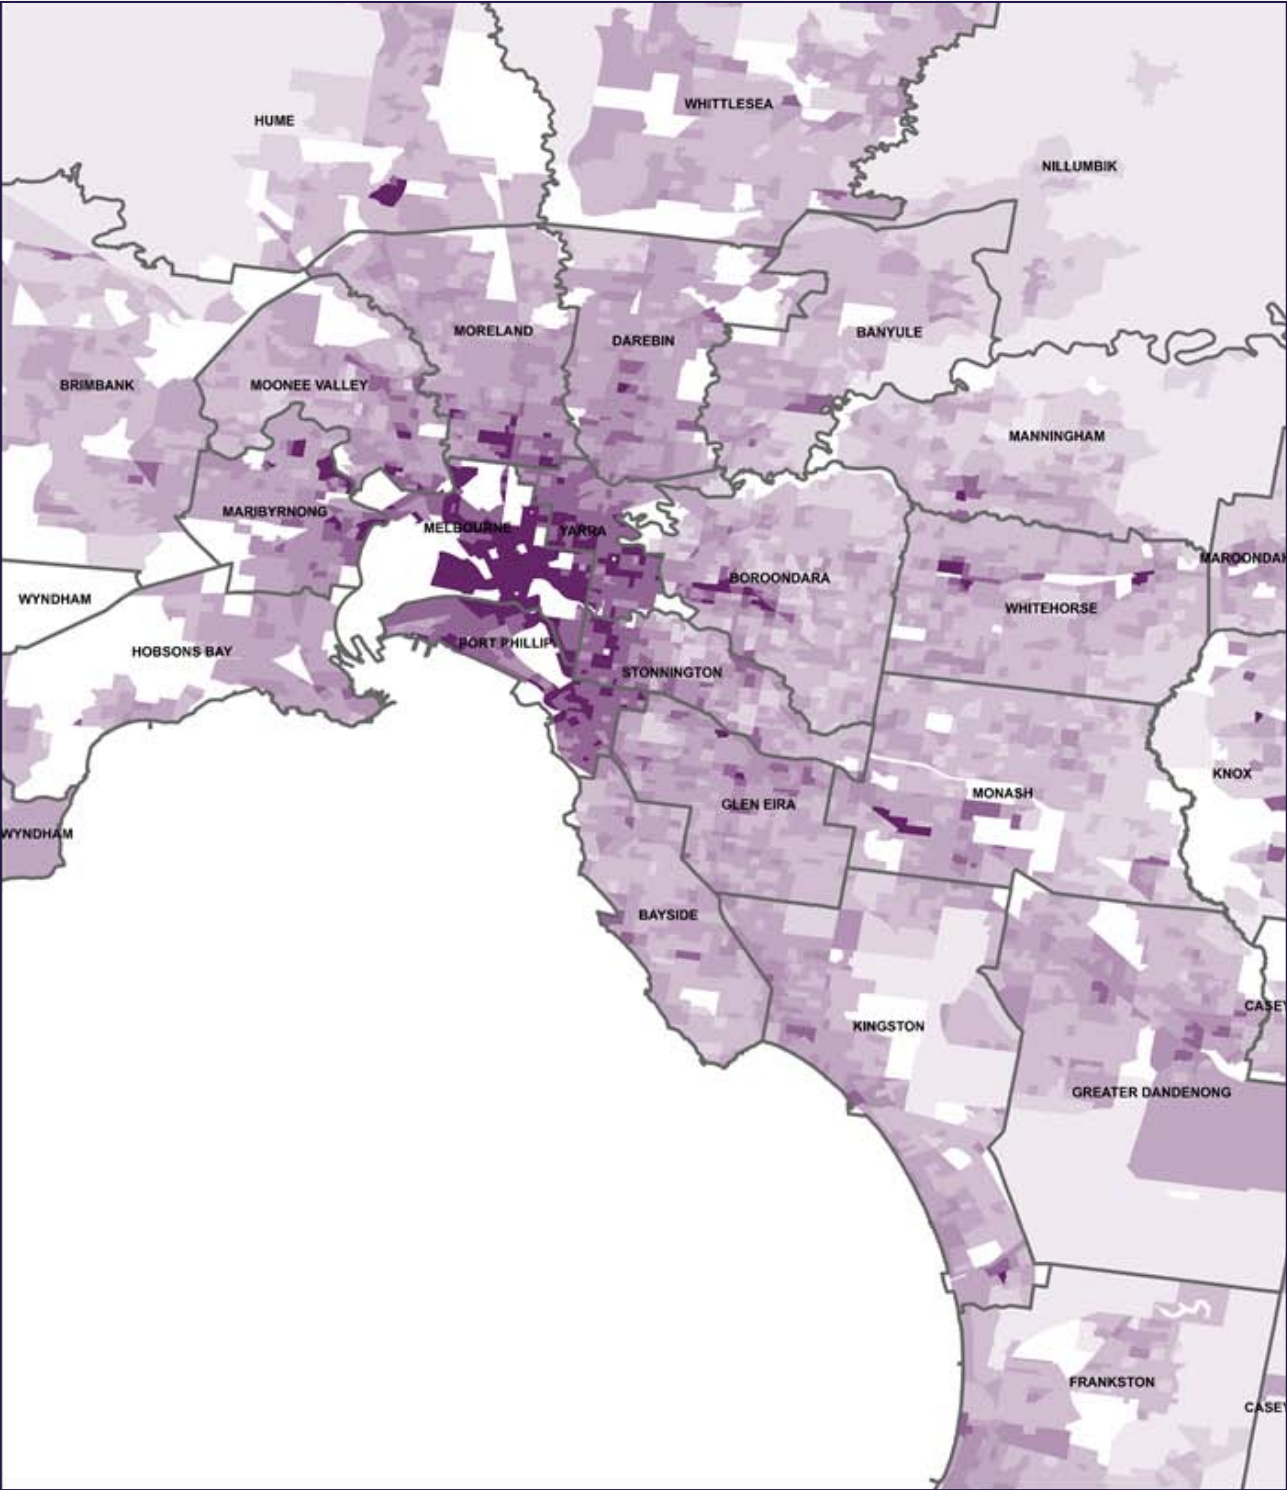 WHITTLESEA
HUME
NILLUMBIK
MORELAND
DAREBIN
BANYULE
BRIMBANK
MOONEE VALLEY
MANNINGHAM
MARIBYRNONG
MELBOURNE
YARRA
MAROONDAH
BOROONDARA
WYNDHAM
WHITEHORSE
HOBSONS BAY
PORT PHILLIP
STONNINGTON
KNOX
MONASH
GLEN EIRA
WYNDHAM
BAYSIDE
CASEY
KINGSTON
GREATER DANDENONG
FRANKSTON
CASEY